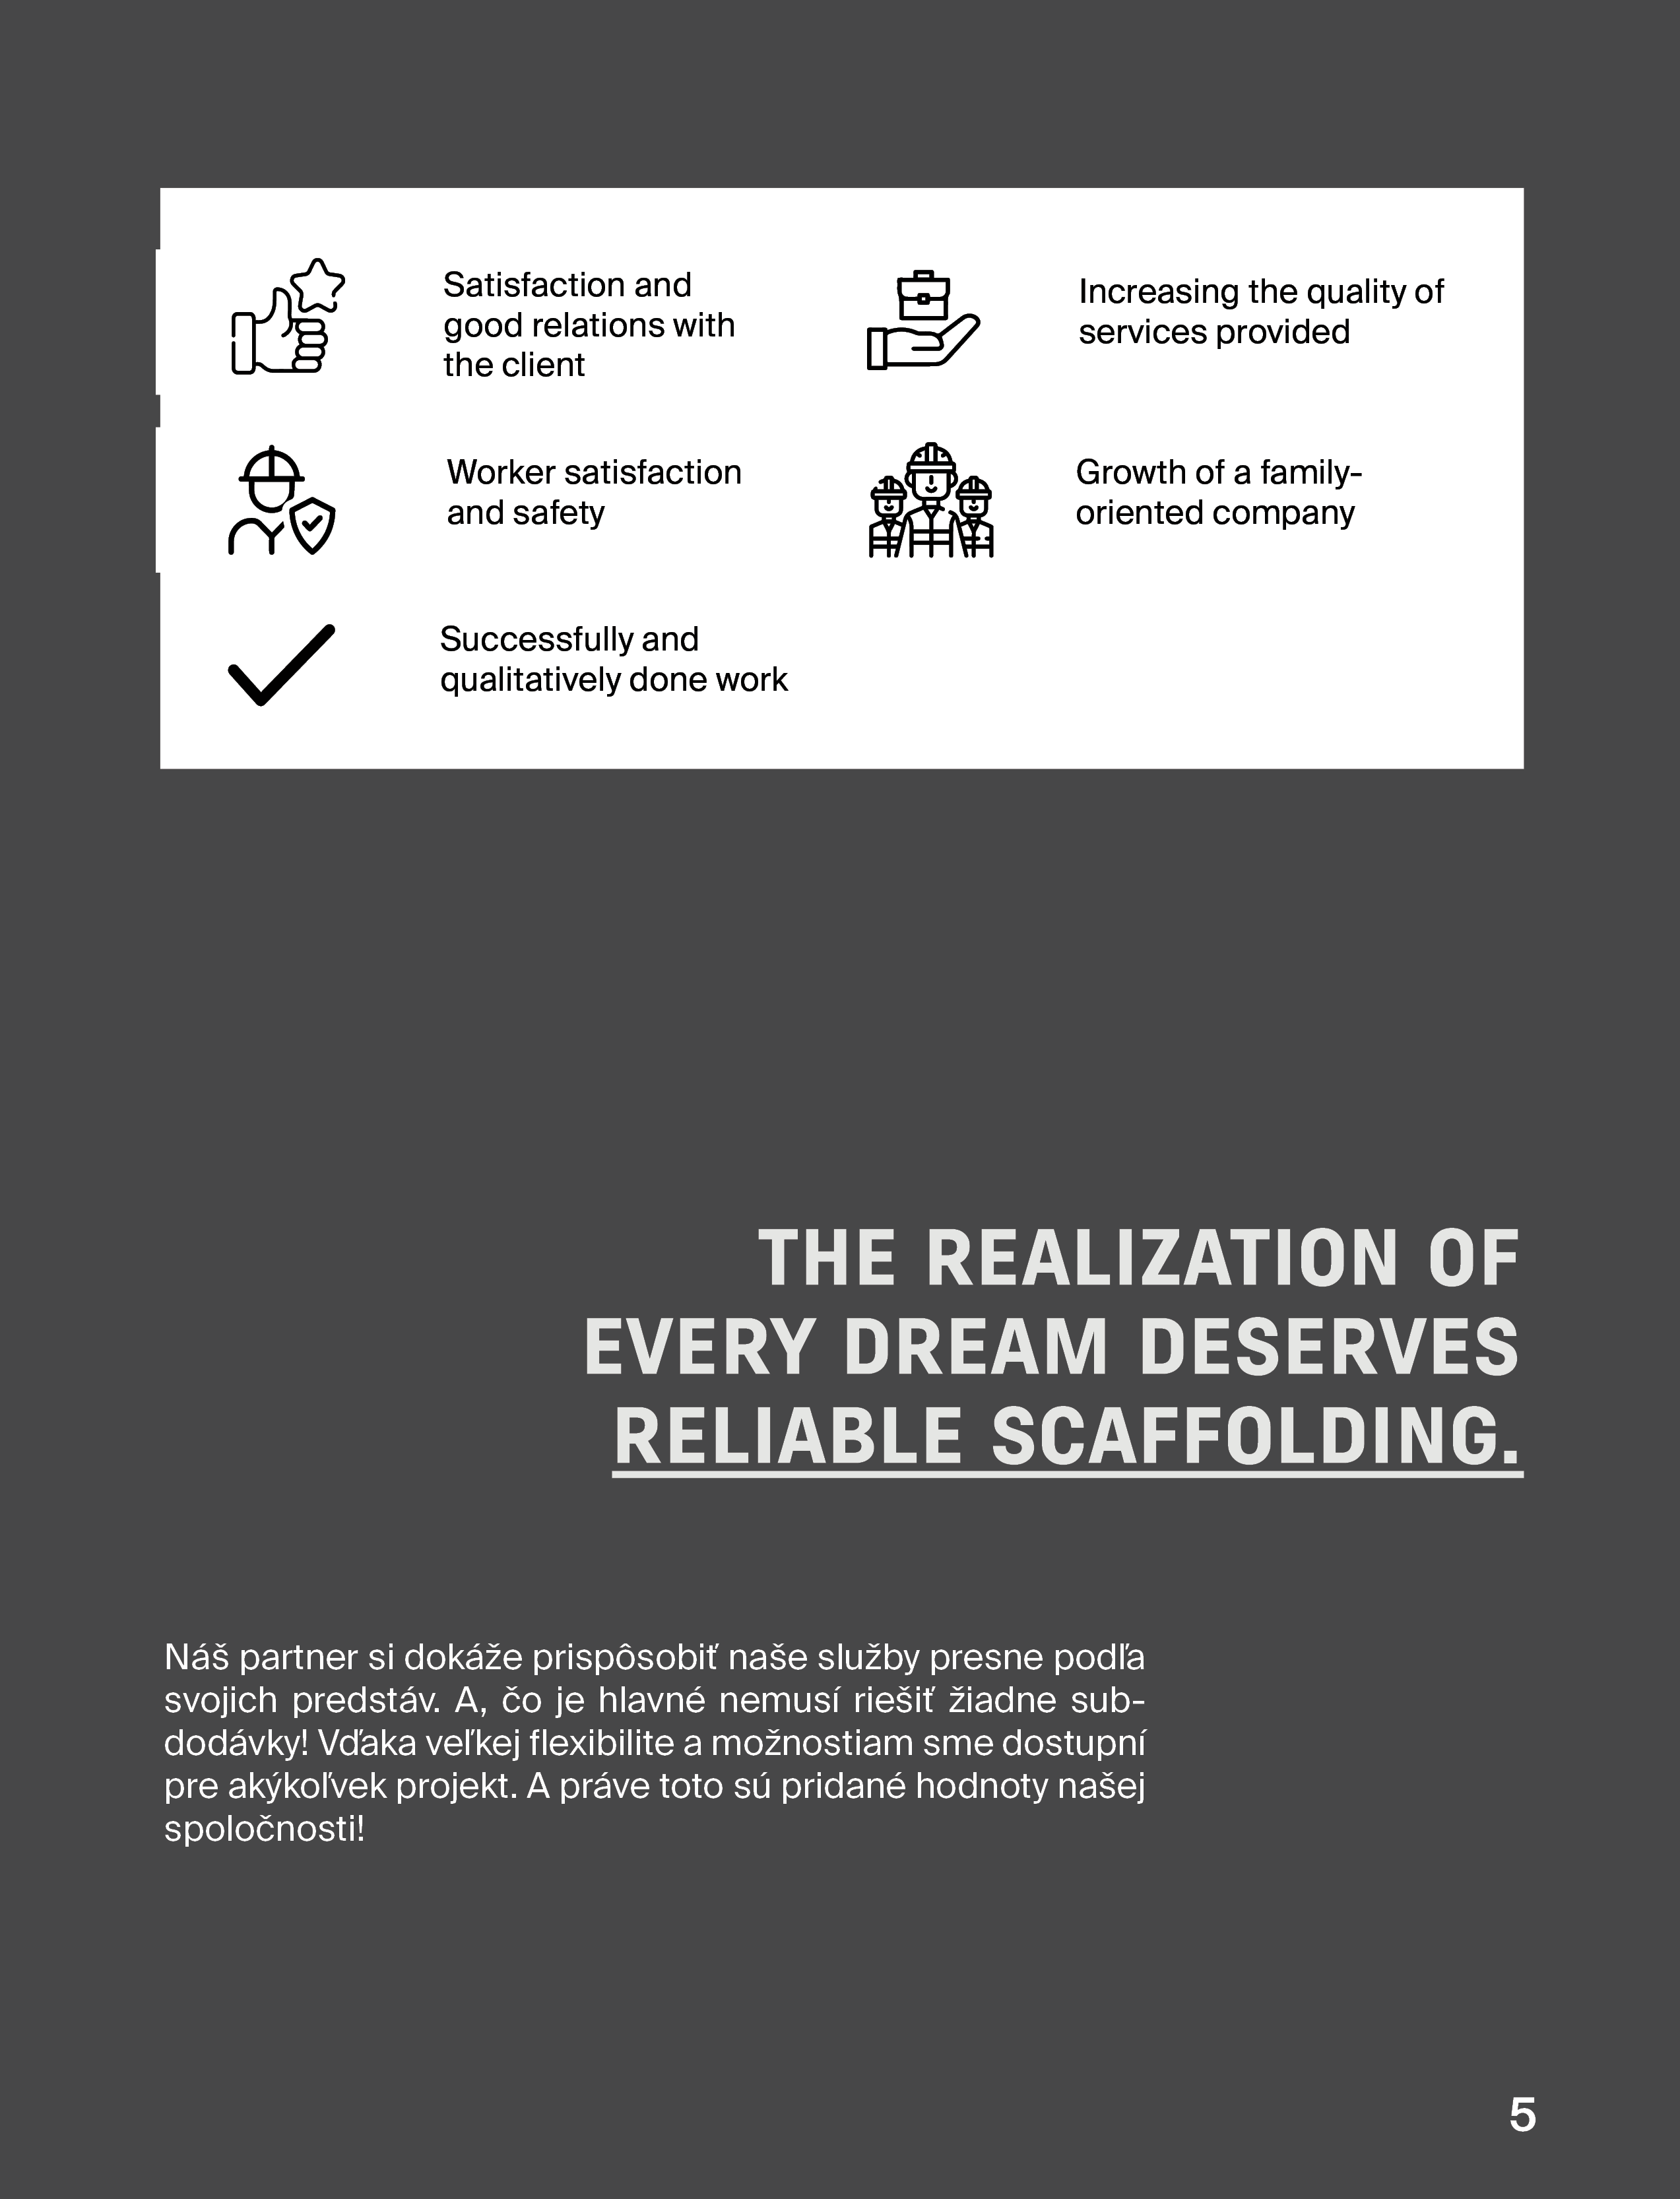 Satisfaction and
good relations with
the client
Increasing the quality of
services provided
Worker satisfaction
and safety
Growth of a family-
oriented company
Successfully and
qualitatively done work
THE REALIZATION OF
EVERY DREAM DESERVES
RELIABLE SCAFFOLDING.
Náš partner si dokáže prispôsobiť naše služby presne podľa
svojich predstáv. A, čo je hlavné nemusí riešiť žiadne sub-
dodávky! Vďaka veľkej flexibilite a možnostiam sme dostupní
pre akýkoľvek projekt. A práve toto sú pridané hodnoty našej
spoločnosti!
5